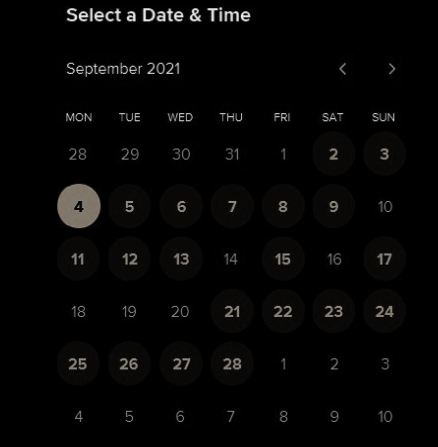 Select a Date & Time
September 2021
MON TUE WED THU FRI SAT SUN
28 29 30 31 1 2 3
4 5 6 7 8 9 10
11 12 13 14 15 16 17
18 19 20 21 22 23 24
25 26 27 28 1 2 3
4 5 6 7 8 9 10